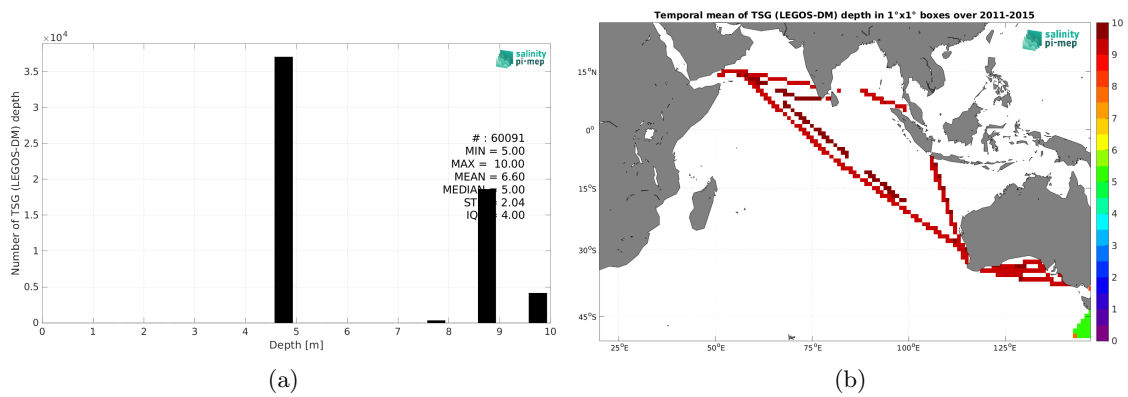 ×10⁴
3.5
3
2.5
2
1.5
1
0.5
0
Number of TSG (LEGOS-DM) depth
salinity
pi-mep
# : 60091
MIN = 5.00
MAX = 10.00
MEAN = 6.60
MEDIAN = 5.00
ST = 2.04
IQ = 4.00
0 1 2 3 4 5 6 7 8 9 10
Depth [m]
(a)
Temporal mean of TSG (LEGOS-DM) depth in 1°x1° boxes over 2011-2015
salinity
pi-mep
15°N
0°
15°S
30°S
45°S
25°E 50°E 75°E 100°E 125°E
10
9
8
7
6
5
4
3
2
1
0
(b)